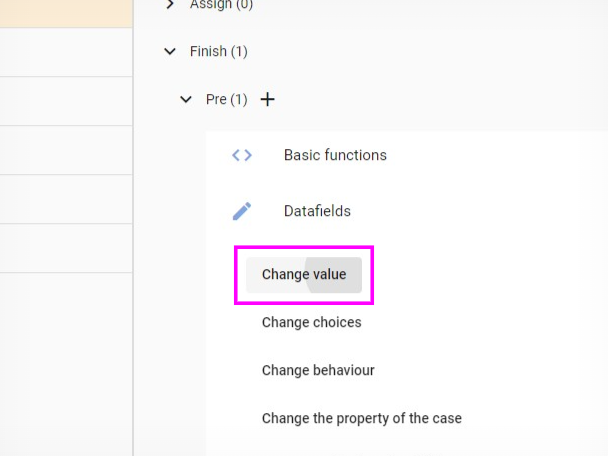 Assign (0)
Finish (1)
Pre (1)
Basic functions
Datafields
Change value
Change choices
Change behaviour
Change the property of the case